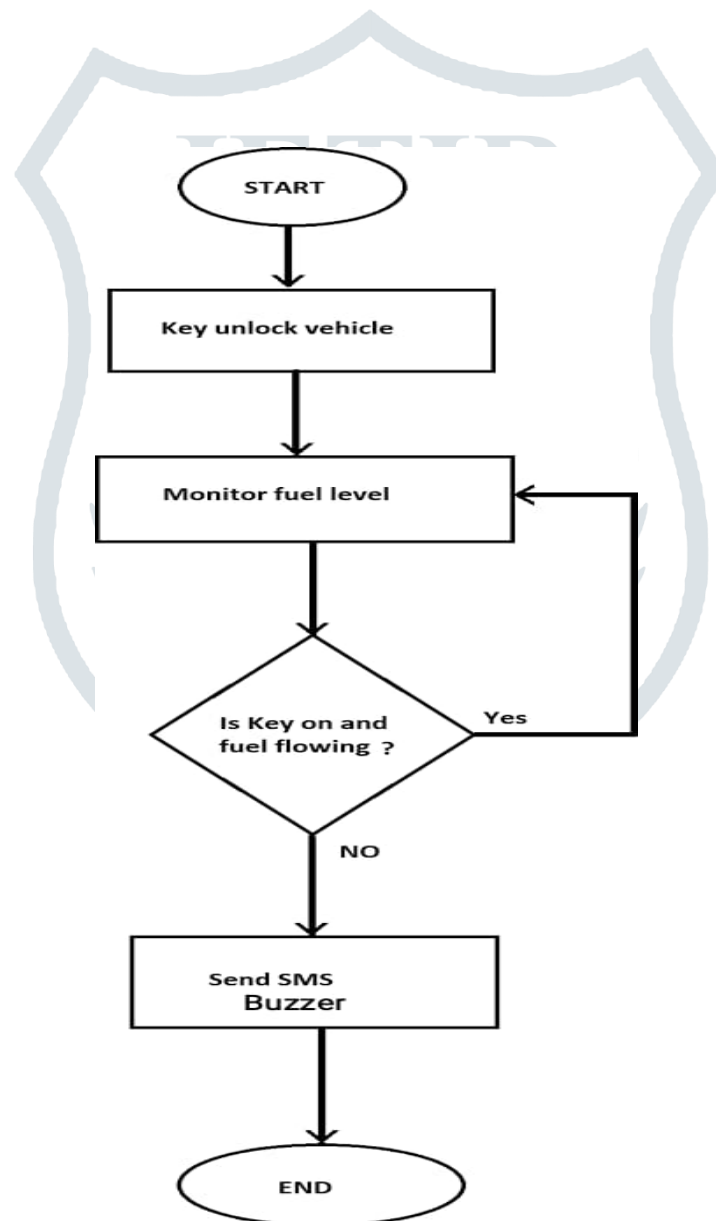 START
Key unlock vehicle
Monitor fuel level
Is Key on and
fuel flowing ?
Yes
NO
Send SMS
Buzzer
END